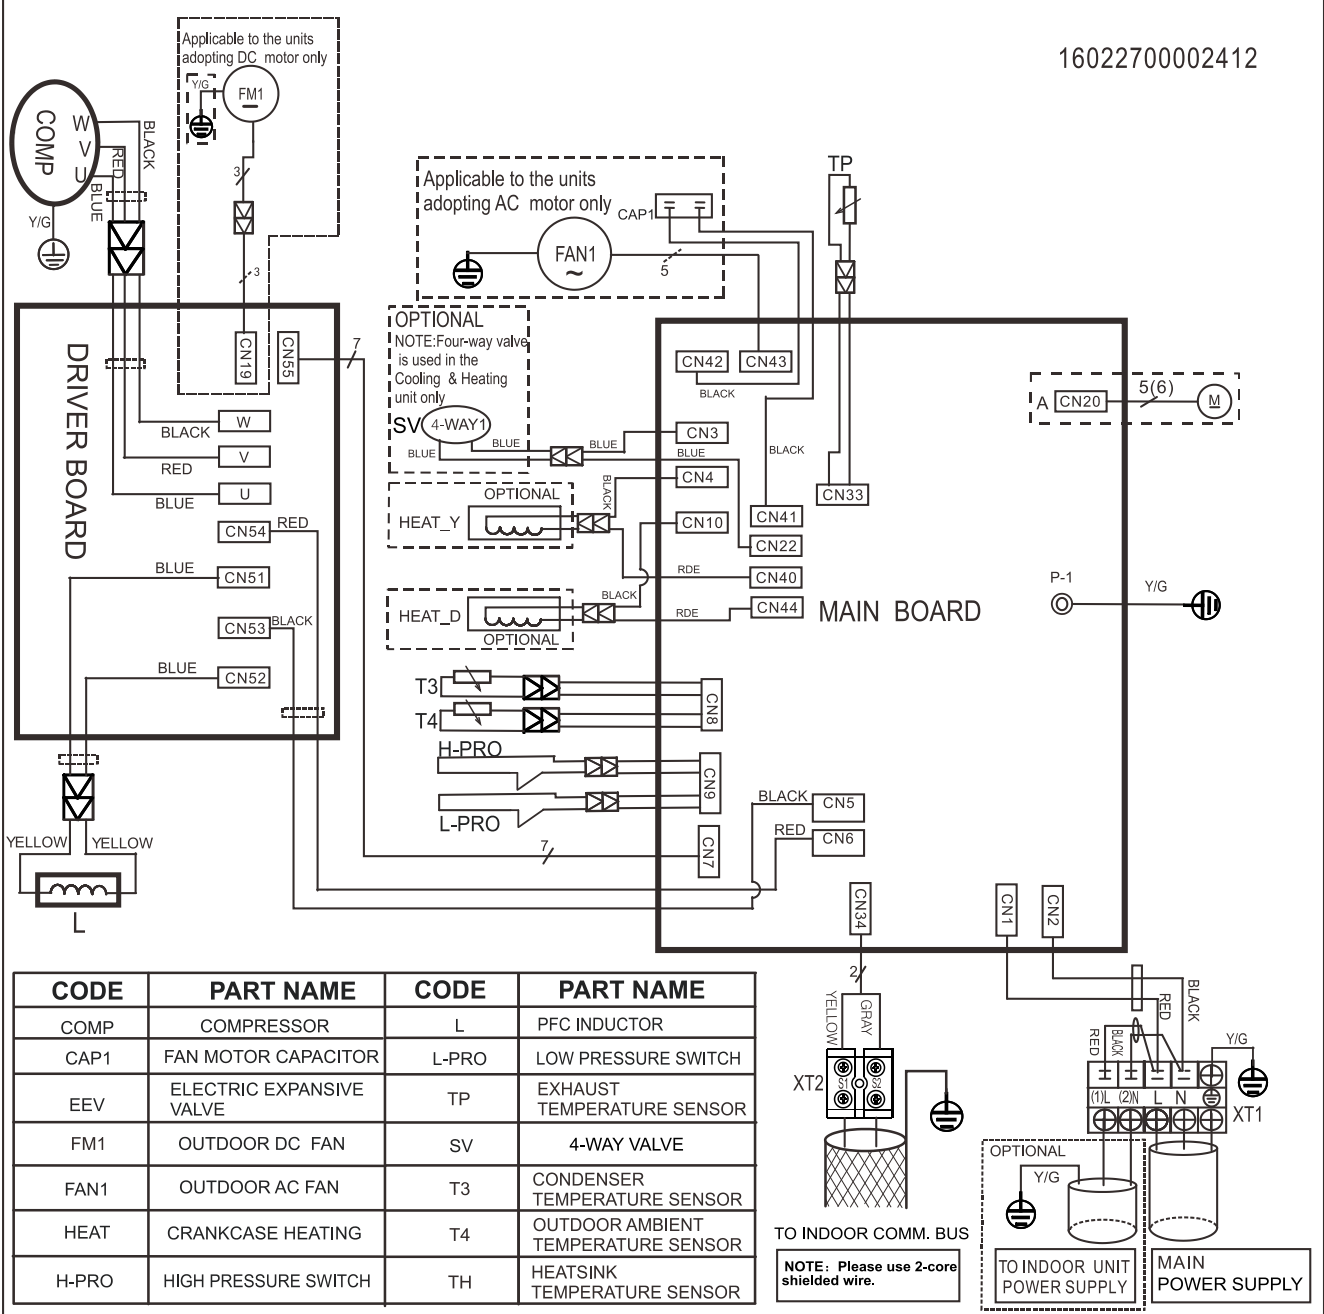 16022700002412
Applicable to the units
adopting DC motor only
Y/G
FM1
3
3
COMP
W
V
U
BLACK
RED
BLUE
Y/G
DRIVER BOARD
CN19
CN55
7
W
BLACK
V
RED
U
BLUE
CN54
RED
BLUE
CN51
CN53
BLACK
BLUE
CN52
YELLOW
YELLOW
L
Applicable to the units
adopting AC motor only
CAP1
FAN1
~
5
TP
OPTIONAL
NOTE:Four-way valve
is used in the
Cooling & Heating
unit only
SV
4-WAY1
BLUE
BLUE
BLUE
BLUE
CN42
CN43
BLACK
CN3
CN4
CN10
BLACK
CN41
CN22
CN40
CN44
CN33
OPTIONAL
HEAT_Y
BLACK
RDE
HEAT_D
OPTIONAL
BLACK
RDE
MAIN BOARD
A
CN20
5(6)
M
P-1
Y/G
T3
T4
CN8
H-PRO
L-PRO
CN9
7
CN7
BLACK
CN5
RED
CN6
CN34
CN1
CN2
2
YELLOW
GRAY
XT2
S1
S2
TO INDOOR COMM. BUS
NOTE: Please use 2-core
shielded wire.
RED
BLACK
RED
BLACK
Y/G
(1)L
(2)N
L
N
XT1
OPTIONAL
Y/G
TO INDOOR UNIT
POWER SUPPLY
MAIN
POWER SUPPLY
CODE PART NAME CODE PART NAME
COMP COMPRESSOR L PFC INDUCTOR
CAP1 FAN MOTOR CAPACITOR L-PRO LOW PRESSURE SWITCH
EEV ELECTRIC EXPANSIVE
VALVE
TP EXHAUST
TEMPERATURE SENSOR
FM1 OUTDOOR DC FAN SV 4-WAY VALVE
FAN1 OUTDOOR AC FAN T3 CONDENSER
TEMPERATURE SENSOR
HEAT CRANKCASE HEATING T4 OUTDOOR AMBIENT
TEMPERATURE SENSOR
H-PRO HIGH PRESSURE SWITCH TH HEATSINK
TEMPERATURE SENSOR